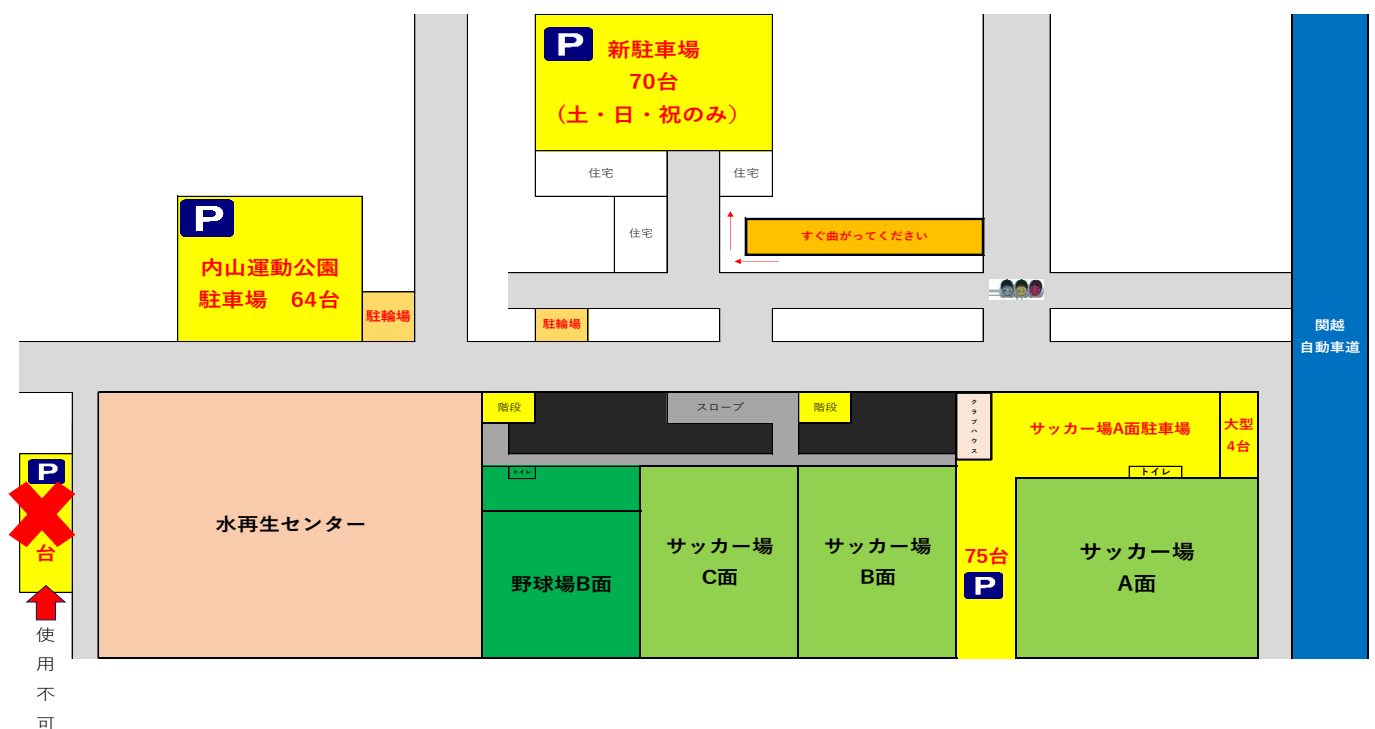 P
新駐車場
70台
（土・日・祝のみ）
住宅
住宅
住宅
すぐ曲がってください
P
内山運動公園
駐車場　64台
駐輪場
駐輪場
関越
自動車道
階段
スロープ
階段
クラブハウス
サッカー場A面駐車場
大型
4台
トイレ
トイレ
P
台
使用不可
水再生センター
野球場B面
サッカー場
C面
サッカー場
B面
75台
P
サッカー場
A面